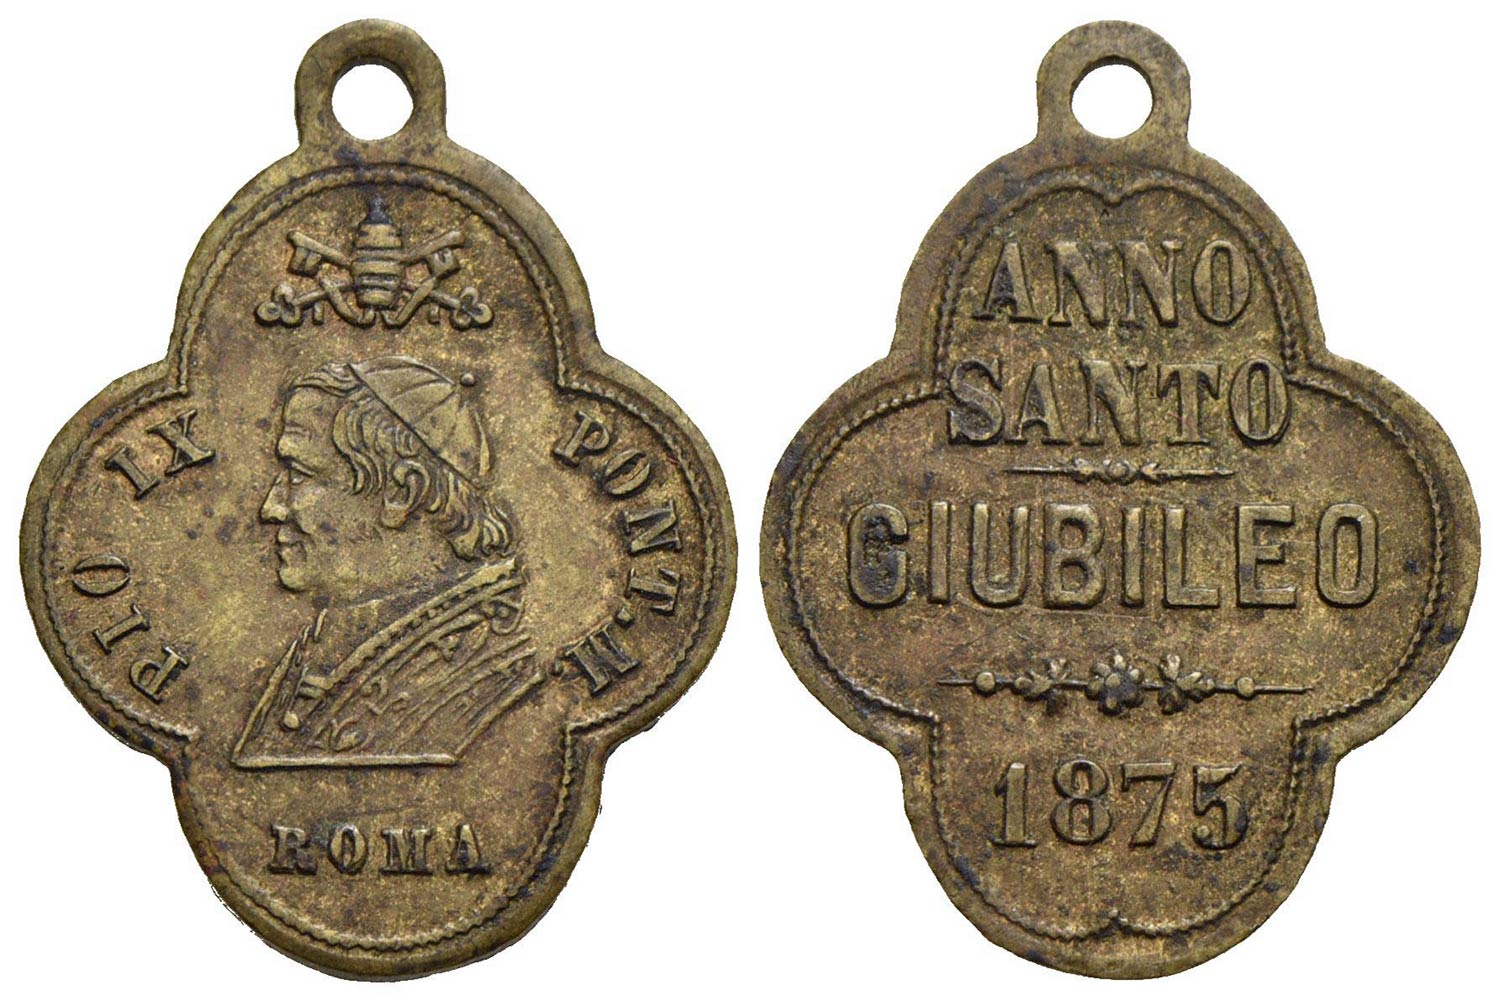 PIO IX PONT. M.
ROMA
ANNO
SANTO
GIUBILEO
1875